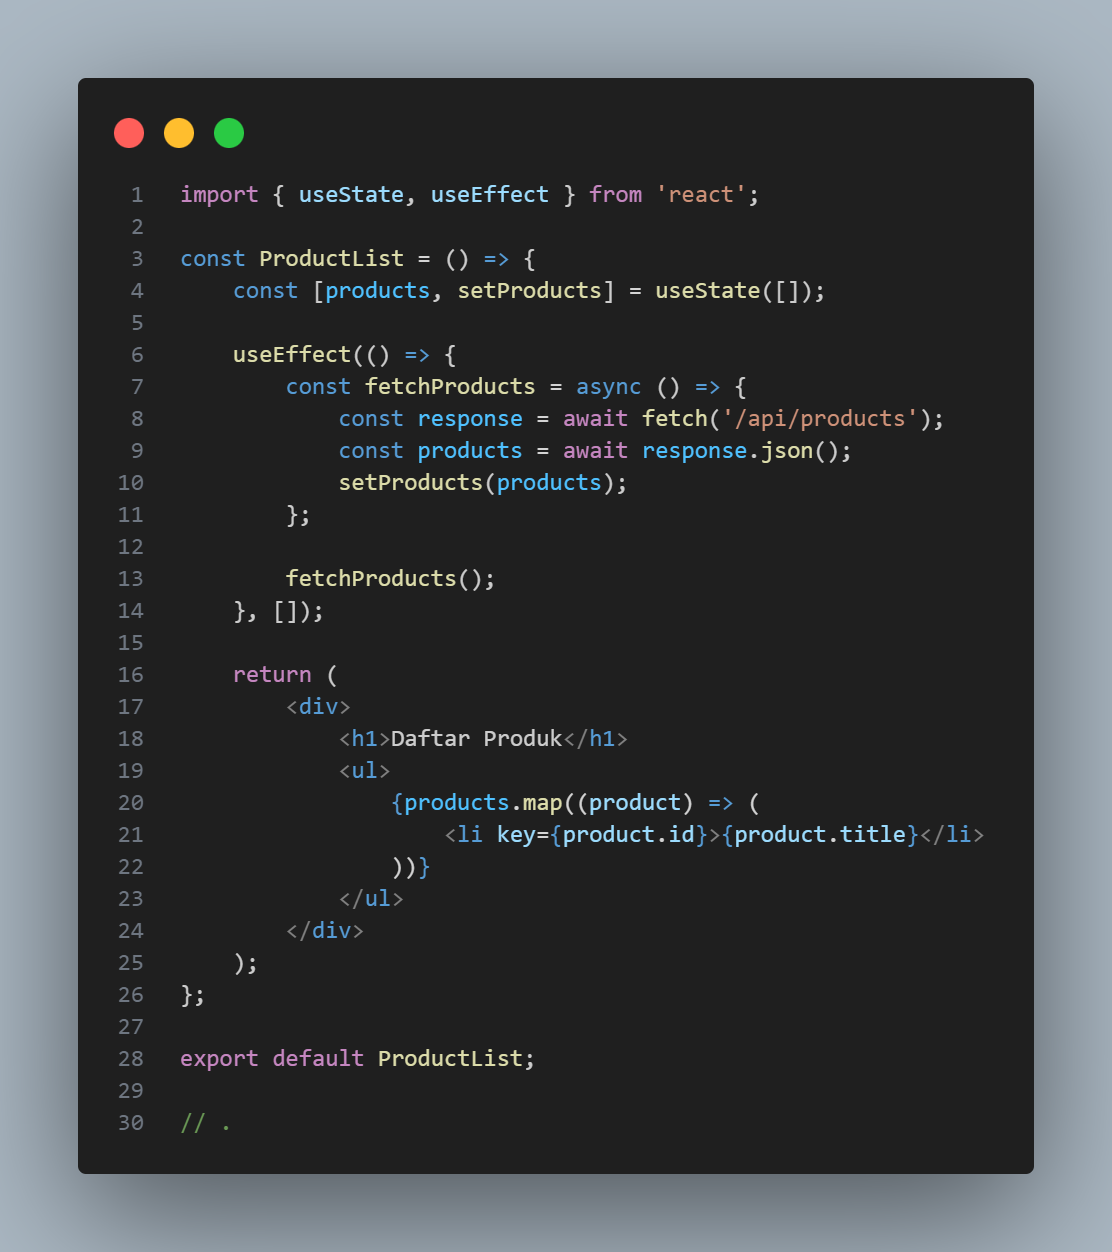 1 import { useState, useEffect } from 'react';
2
3 const ProductList = () => {
4     const [products, setProducts] = useState([]);
5
6     useEffect(() => {
7         const fetchProducts = async () => {
8             const response = await fetch('/api/products');
9             const products = await response.json();
10             setProducts(products);
11         };
12
13         fetchProducts();
14     }, []);
15
16     return (
17         <div>
18             <h1>Daftar Produk</h1>
19             <ul>
20                 {products.map((product) => (
21                     <li key={product.id}>{product.title}</li>
22                 ))}
23             </ul>
24         </div>
25     );
26 };
27
28 export default ProductList;
29
30 // .